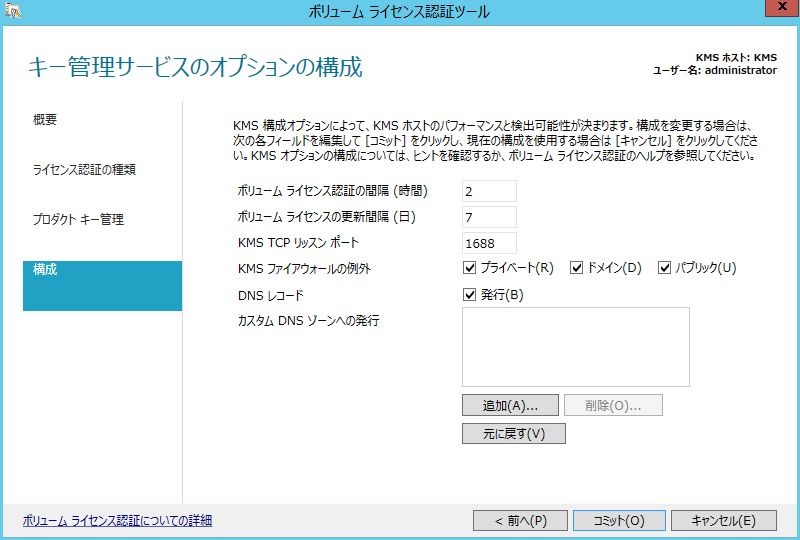 ボリューム ライセンス認証ツール
x
キー管理サービスのオプションの構成
KMS ホスト: KMS
ユーザー名: administrator
概要
ライセンス認証の種類
プロダクト キー管理
構成
KMS 構成オプションによって、KMS ホストのパフォーマンスと検出可能性が決まります。構成を変更する場合は、
次の各フィールドを編集して [コミット] をクリックし、現在の構成を使用する場合は [キャンセル] をクリックしてくださ
い。KMS オプションの構成については、ヒントを確認するか、ボリューム ライセンス認証のヘルプを参照してください。
ボリューム ライセンス認証の間隔 (時間) 2
ボリューム ライセンスの更新間隔 (日) 7
KMS TCP リッスン ポート 1688
KMS ファイアウォールの例外 プライベート(R) ドメイン(D) パブリック(U)
DNS レコード 発行(B)
カスタム DNS ゾーンへの発行
追加(A)... 削除(O)...
元に戻す(V)
ボリューム ライセンス認証についての詳細
< 前へ(P) コミット(O) キャンセル(E)